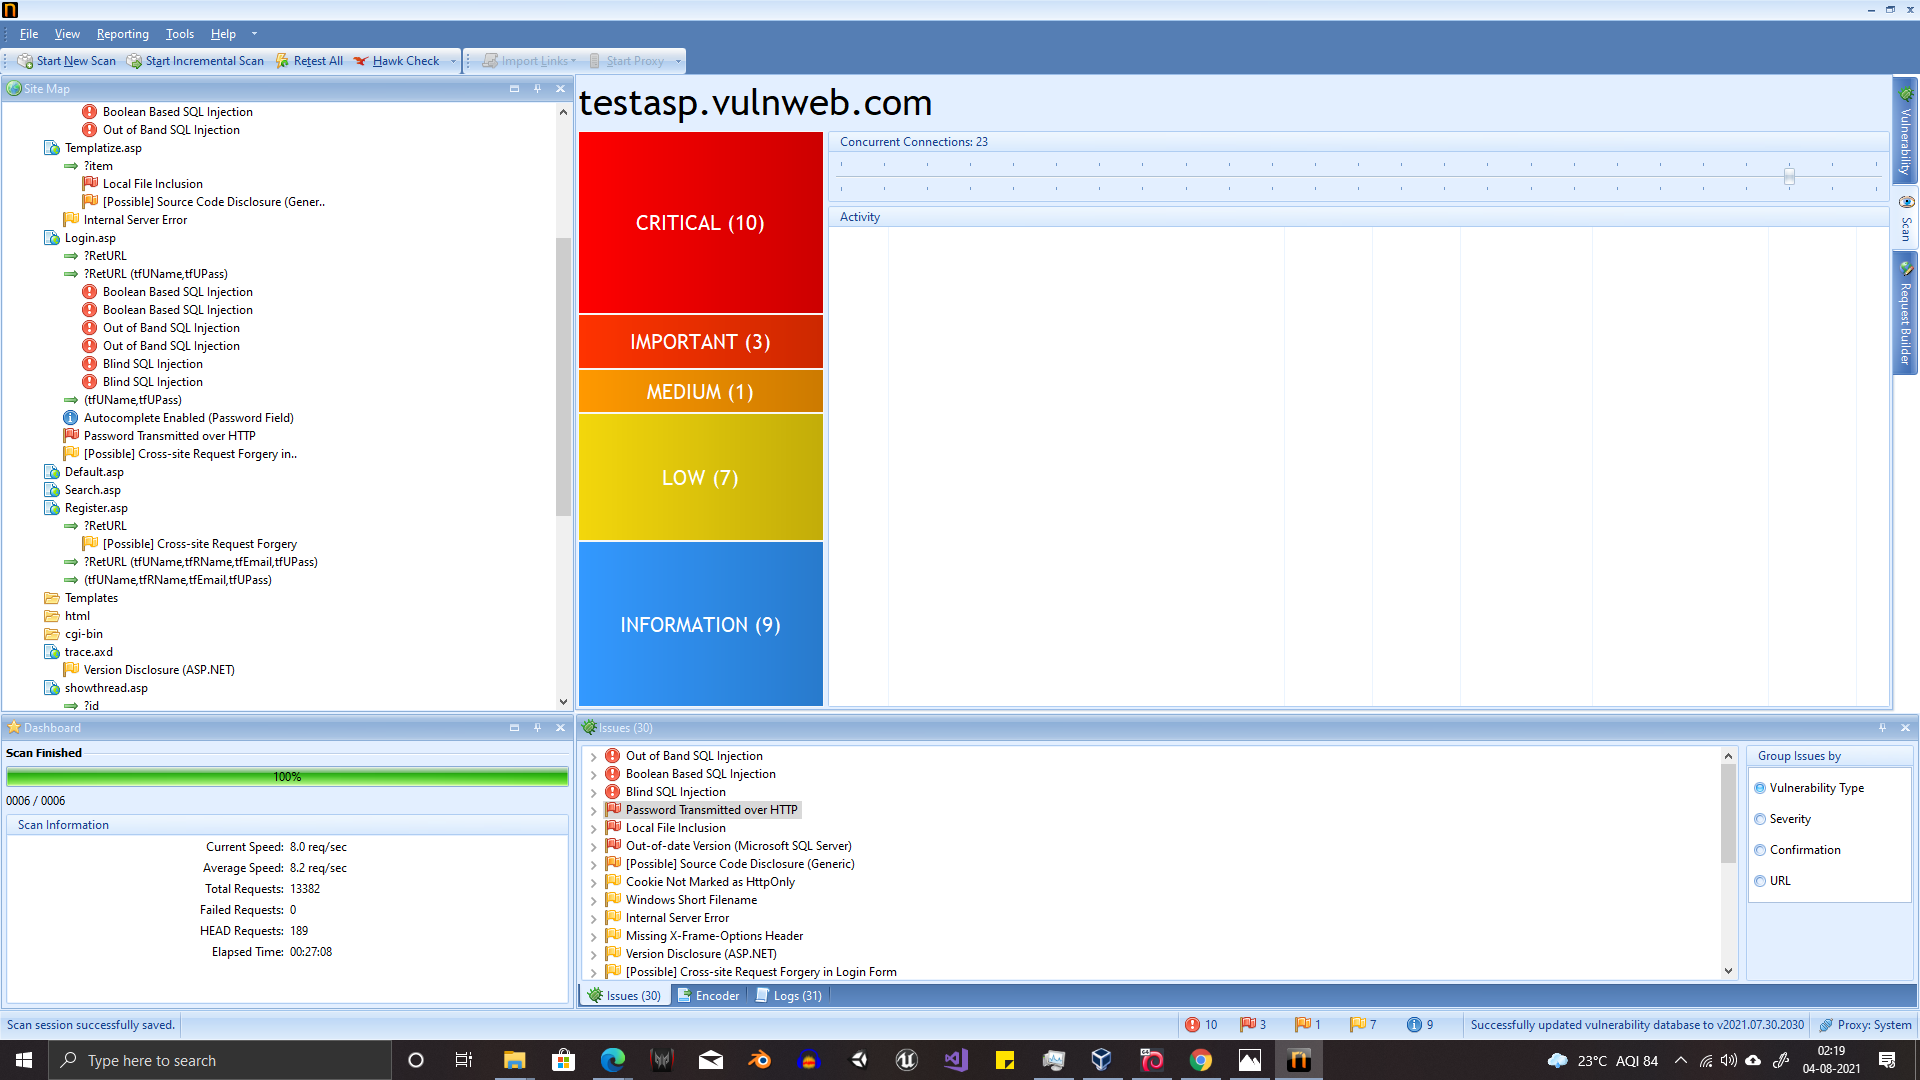 File View Reporting Tools Help
Start New Scan Start Incremental Scan Retest All Hawk Check Import Links Start Proxy
Site Map
Boolean Based SQL Injection
Out of Band SQL Injection
Templatize.asp
?item
Local File Inclusion
[Possible] Source Code Disclosure (Gener..
Internal Server Error
Login.asp
?RetURL
?RetURL (tfUName,tfUPass)
Boolean Based SQL Injection
Boolean Based SQL Injection
Out of Band SQL Injection
Out of Band SQL Injection
Blind SQL Injection
Blind SQL Injection
(tfUName,tfUPass)
Autocomplete Enabled (Password Field)
Password Transmitted over HTTP
[Possible] Cross-site Request Forgery in..
Default.asp
Search.asp
Register.asp
?RetURL
[Possible] Cross-site Request Forgery
?RetURL (tfUName,tfRName,tfEmail,tfUPass)
(tfUName,tfRName,tfEmail,tfUPass)
Templates
html
cgi-bin
trace.axd
Version Disclosure (ASP.NET)
showthread.asp
?id
testasp.vulnweb.com
CRITICAL (10)
IMPORTANT (3)
MEDIUM (1)
LOW (7)
INFORMATION (9)
Concurrent Connections: 23
Activity
Vulnerability
Scan
Request Builder
Dashboard
Scan Finished
100%
0006 / 0006
Scan Information
Current Speed: 8.0 req/sec
Average Speed: 8.2 req/sec
Total Requests: 13382
Failed Requests: 0
HEAD Requests: 189
Elapsed Time: 00:27:08
Issues (30)
Out of Band SQL Injection
Boolean Based SQL Injection
Blind SQL Injection
Password Transmitted over HTTP
Local File Inclusion
Out-of-date Version (Microsoft SQL Server)
[Possible] Source Code Disclosure (Generic)
Cookie Not Marked as HttpOnly
Windows Short Filename
Internal Server Error
Missing X-Frame-Options Header
Version Disclosure (ASP.NET)
[Possible] Cross-site Request Forgery in Login Form
Group Issues by
Vulnerability Type
Severity
Confirmation
URL
Issues (30) Encoder Logs (31)
Scan session successfully saved.
10 3 1 7 9 Successfully updated vulnerability database to v2021.07.30.2030 Proxy: System
Type here to search
23°C AQI 84
02:19
04-08-2021